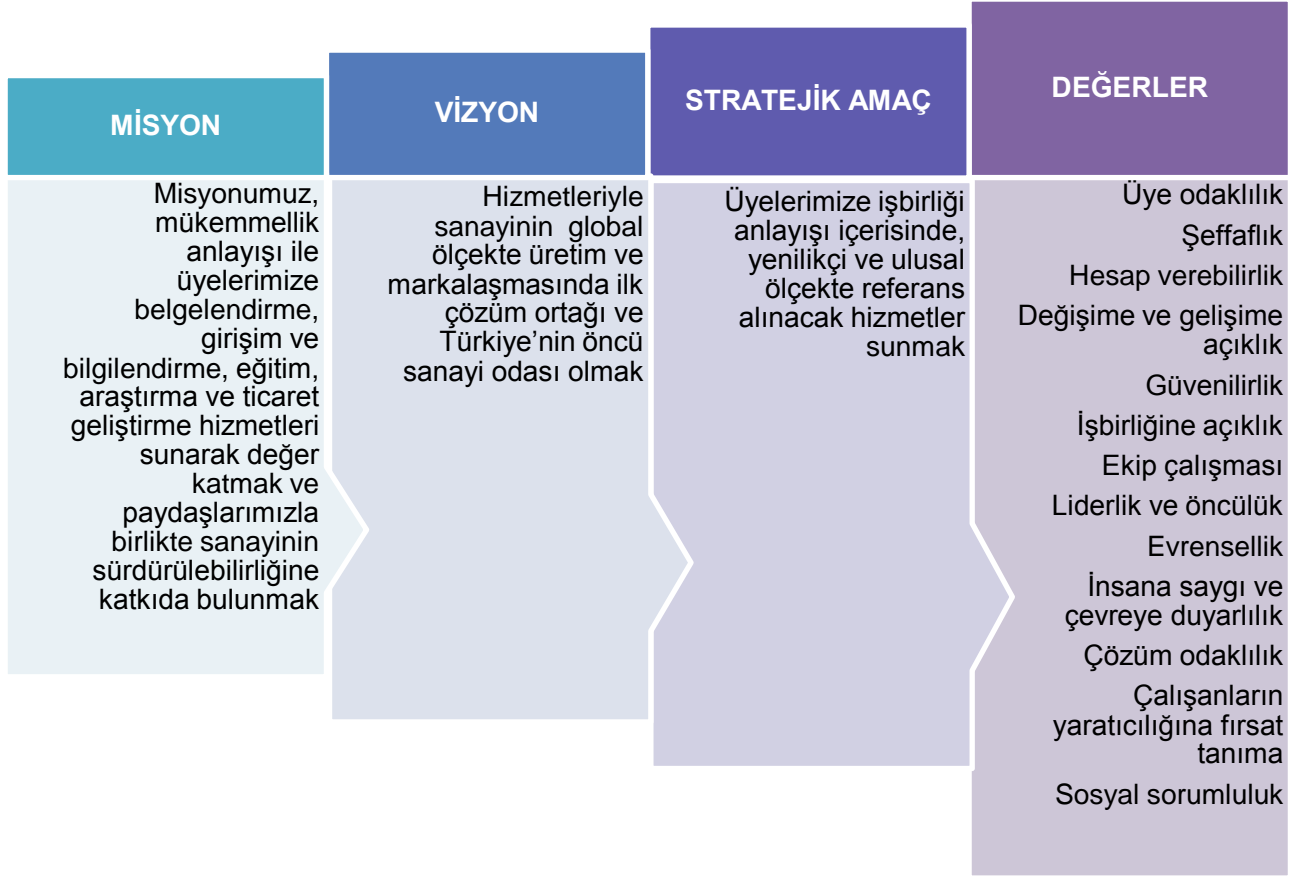 MİSYON
Misyonumuz,
mükemmellik
anlayışı ile
üyelerimize
belgelendirme,
girişim ve
bilgilendirme, eğitim,
araştırma ve ticaret
geliştirme hizmetleri
sunarak değer
katmak ve
paydaşlarımızla
birlikte sanayinin
sürdürülebilirliğine
katkıda bulunmak
VİZYON
Hizmetleriyle
sanayinin global
ölçekte üretim ve
markalaşmasında ilk
çözüm ortağı ve
Türkiye’nin öncü
sanayi odası olmak
STRATEJİK AMAÇ
Üyelerimize işbirliği
anlayışı içerisinde,
yenilikçi ve ulusal
ölçekte referans
alınacak hizmetler
sunmak
DEĞERLER
Üye odaklılık
Şeffaflık
Hesap verebilirlik
Değişime ve gelişime
açıklık
Güvenilirlik
İşbirliğine açıklık
Ekip çalışması
Liderlik ve öncülük
Evrensellik
İnsana saygı ve
çevreye duyarlılık
Çözüm odaklılık
Çalışanların
yaratıcılığına fırsat
tanıma
Sosyal sorumluluk